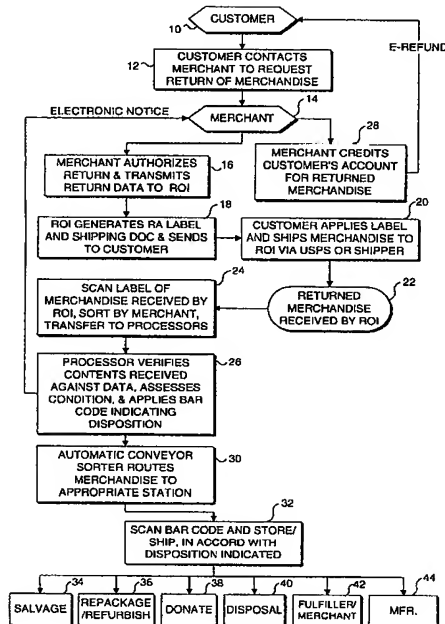 CUSTOMER
10
E-REFUND
CUSTOMER CONTACTS
MERCHANT TO REQUEST
RETURN OF MERCHANDISE
12
ELECTRONIC NOTICE
MERCHANT
14
MERCHANT AUTHORIZES
RETURN & TRANSMITS
RETURN DATA TO ROI
16
28
MERCHANT CREDITS
CUSTOMER'S ACCOUNT
FOR RETURNED
MERCHANDISE
18
ROI GENERATES RA LABEL
AND SHIPPING DOC & SENDS
TO CUSTOMER
20
CUSTOMER APPLIES LABEL
AND SHIPS MERCHANDISE TO
ROI VIA USPS OR SHIPPER
24
SCAN LABEL OF
MERCHANDISE RECEIVED BY
ROI, SORT BY MERCHANT,
TRANSFER TO PROCESSORS
22
RETURNED
MERCHANDISE
RECEIVED BY ROI
26
PROCESSOR VERIFIES
CONTENTS RECEIVED
AGAINST DATA, ASSESSES
CONDITION, & APPLIES BAR
CODE INDICATING
DISPOSITION
30
AUTOMATIC CONVEYOR
SORTER ROUTES
MERCHANDISE TO
APPROPRIATE STATION
32
SCAN BAR CODE AND STORE/
SHIP, IN ACCORD WITH
DISPOSITION INDICATED
34
SALVAGE
36
REPACKAGE
/REFURBISH
38
DONATE
40
DISPOSAL
42
FULFILLER/
MERCHANT
44
MFR.